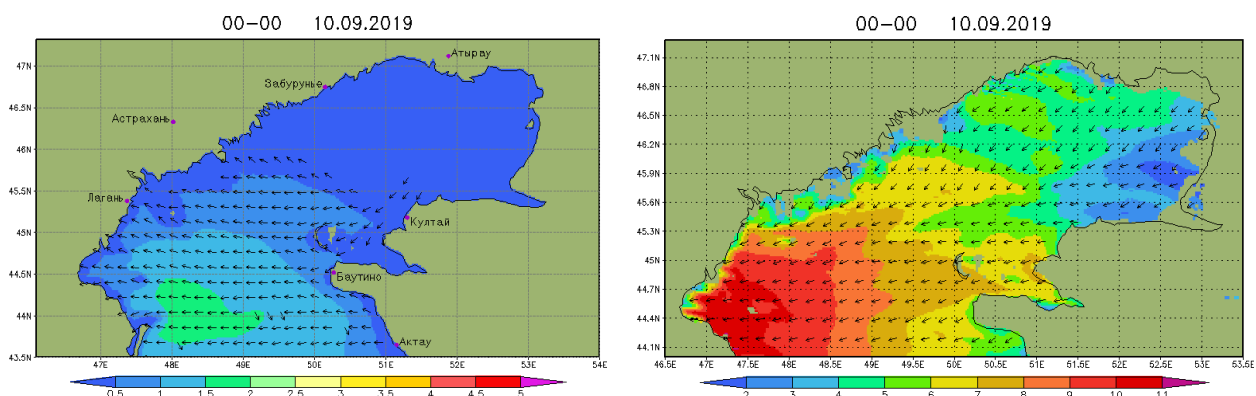 00-00 10.09.2019
47N
46.5N
46N
45.5N
45N
44.5N
44N
43.5N
Атырау
Забурунье
Астрахань
Лагань
Култай
Баутино
Актау
47E
48E
49E
50E
51E
52E
53E
54E
0.5
1
1.5
2
2.5
3
3.5
4
4.5
5
00-00 10.09.2019
47.1N
46.8N
46.5N
46.2N
45.9N
45.6N
45.3N
45N
44.7N
44.4N
44.1N
46.5E
47E
47.5E
48E
48.5E
49E
49.5E
50E
50.5E
51E
51.5E
52E
52.5E
53E
53.5E
2
3
4
5
6
7
8
9
10
11